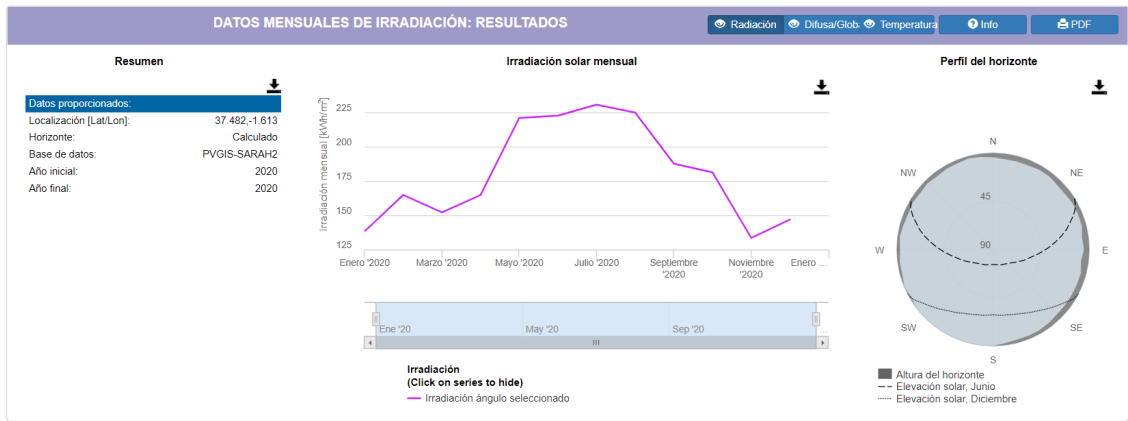 DATOS MENSUALES DE IRRADIACIÓN: RESULTADOS
Radiación
Difusa/Glob
Temperatura
Info
PDF
Resumen
Datos proporcionados:
Localización [Lat/Lon]: 37.482,-1.613
Horizonte: Calculado
Base de datos: PVGIS-SARAH2
Año inicial: 2020
Año final: 2020
Irradiación solar mensual
Irradiación mensual [kWh/m²]
225
200
175
150
125
Enero '2020
Marzo '2020
Mayo '2020
Julio '2020
Septiembre '2020
Noviembre '2020
Enero ...
Ene '20
May '20
Sep '20
...
Irradiación
(Click on series to hide)
Irradiación ángulo seleccionado
Perfil del horizonte
N
NW
NE
45
W
90
E
SW
SE
S
Altura del horizonte
Elevación solar, Junio
Elevación solar, Diciembre